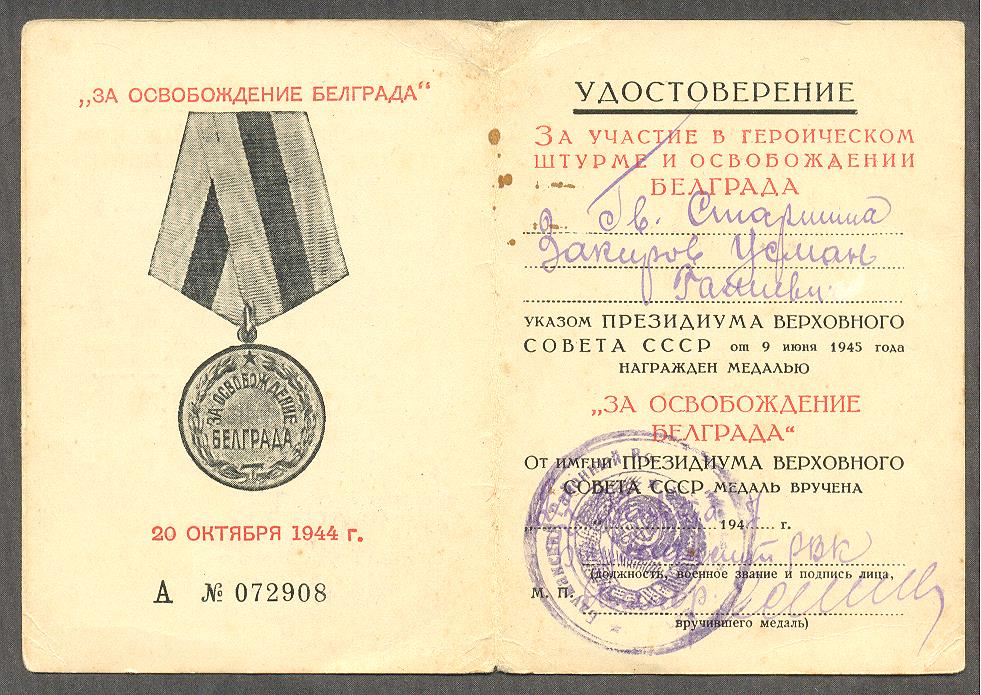 „ЗА ОСВОБОЖДЕНИЕ БЕЛГРАДА“
ЗА ОСВОБОЖДЕНИЕ
БЕЛГРАДА
20 ОКТЯБРЯ 1944 г.
А № 072908
УДОСТОВЕРЕНИЕ
ЗА УЧАСТИЕ В ГЕРОИЧЕСКОМ
ШТУРМЕ И ОСВОБОЖДЕНИИ
БЕЛГРАДА
Гв. Старшина
Закиров Усман
УКАЗОМ ПРЕЗИДИУМА ВЕРХОВНОГО
СОВЕТА СССР от 9 июня 1945 года
НАГРАЖДЕН МЕДАЛЬЮ
„ЗА ОСВОБОЖДЕНИЕ
БЕЛГРАДА“
ОТ ИМЕНИ ПРЕЗИДИУМА ВЕРХОВНОГО
СОВЕТА СССР МЕДАЛЬ ВРУЧЕНА
194 г.
РВК
(должность, военное звание и подпись лица,
М. П.
вручившего медаль)